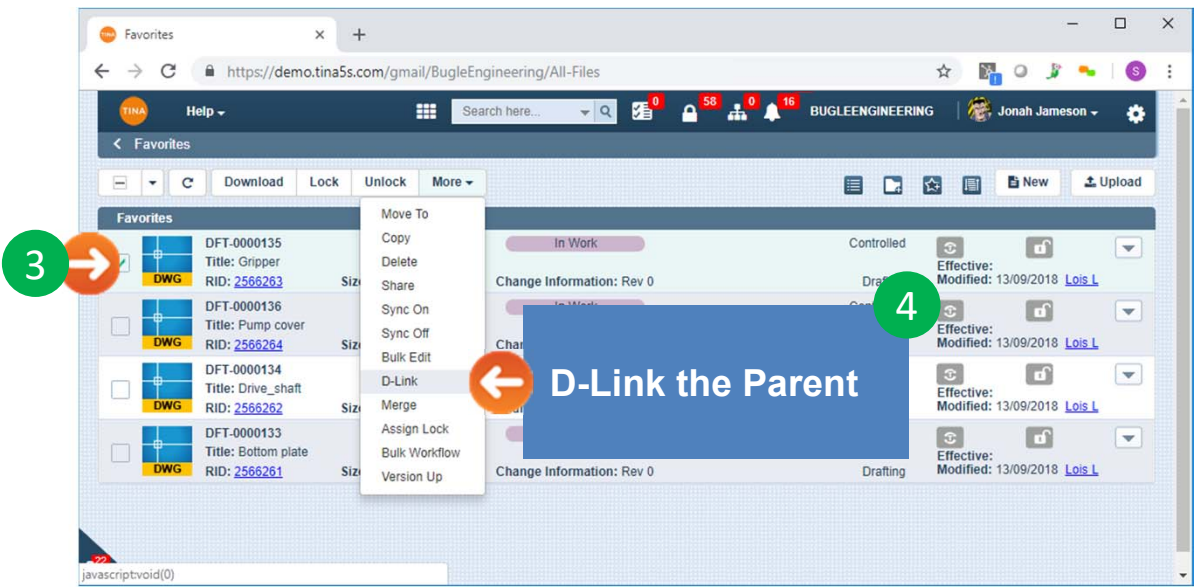 Favorites
https://demo.tina5s.com/gmail/BugleEngineering/All-Files
S
1
TINA
Help
Search here...
0
58
0
16
BUGLEENGINEERING
Jonah Jameson
Favorites
Download Lock Unlock More
New
Upload
Favorites
Move To
Copy
Delete
Share
Sync On
Sync Off
Bulk Edit
D-Link
Merge
Assign Lock
Bulk Workflow
Version Up
3
DWG
DFT-0000135
Title: Gripper
RID: 2566263
In Work
Change Information: Rev 0
Controlled
Effective:
Modified: 13/09/2018 Lois L
4
DWG
DFT-0000136
Title: Pump cover
RID: 2566264
Effective:
Modified: 13/09/2018 Lois L
D-Link the Parent
DWG
DFT-0000134
Title: Drive_shaft
RID: 2566262
Effective:
Modified: 13/09/2018 Lois L
DWG
DFT-0000133
Title: Bottom plate
RID: 2566261
Change Information: Rev 0
Drafting
Effective:
Modified: 13/09/2018 Lois L
javascript:void(0)